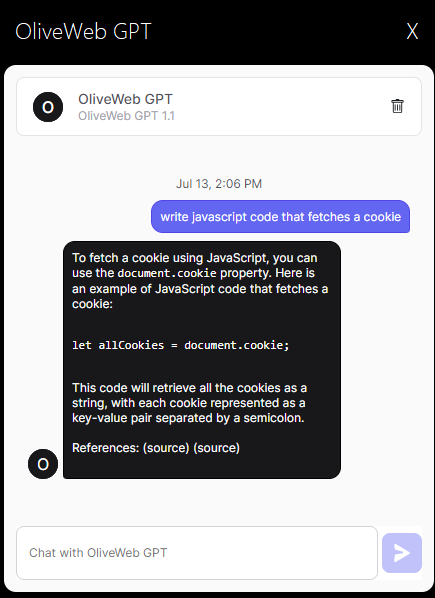 OliveWeb GPT
X
O
OliveWeb GPT
OliveWeb GPT 1.1
Jul 13, 2:06 PM
write javascript code that fetches a cookie
To fetch a cookie using JavaScript, you can
use the document.cookie property. Here is
an example of JavaScript code that fetches a
cookie:
let allCookies = document.cookie;
This code will retrieve all the cookies as a
string, with each cookie represented as a
key-value pair separated by a semicolon.
References: (source) (source)
O
Chat with OliveWeb GPT